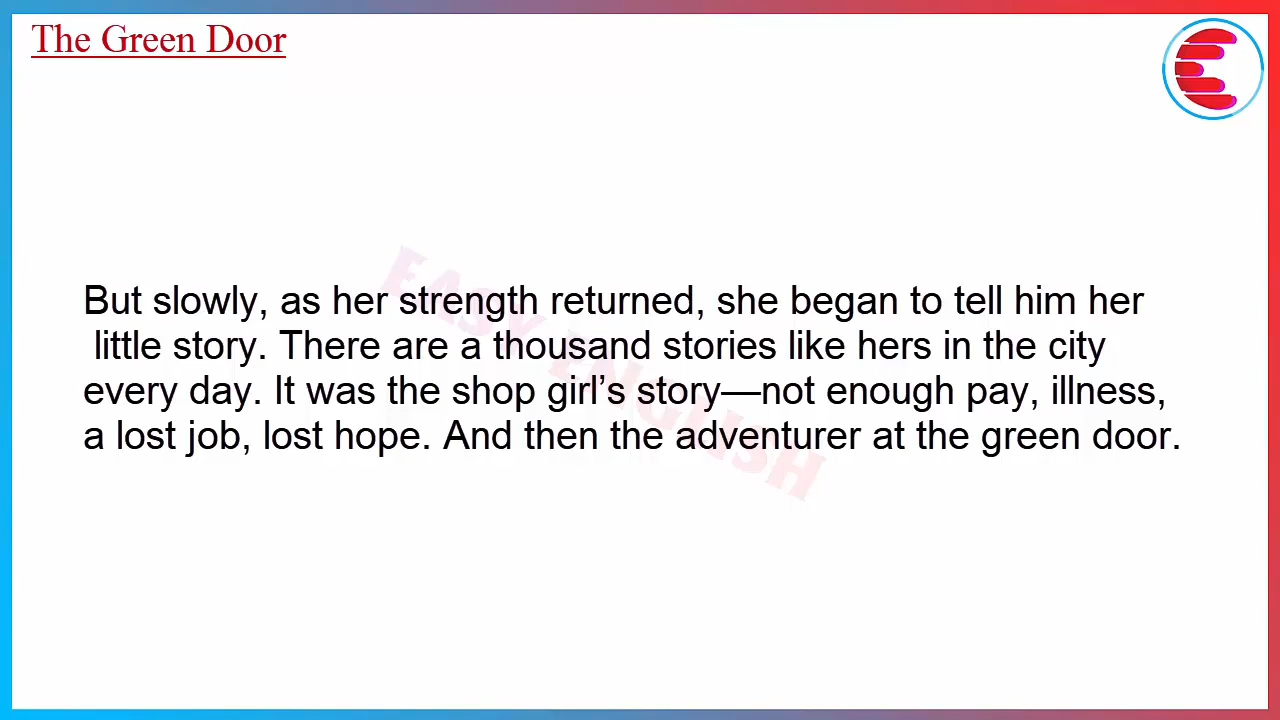 The Green Door
But slowly, as her strength returned, she began to tell him her
little story. There are a thousand stories like hers in the city
every day. It was the shop girl’s story—not enough pay, illness,
a lost job, lost hope. And then the adventurer at the green door.
EASY ENGLISH